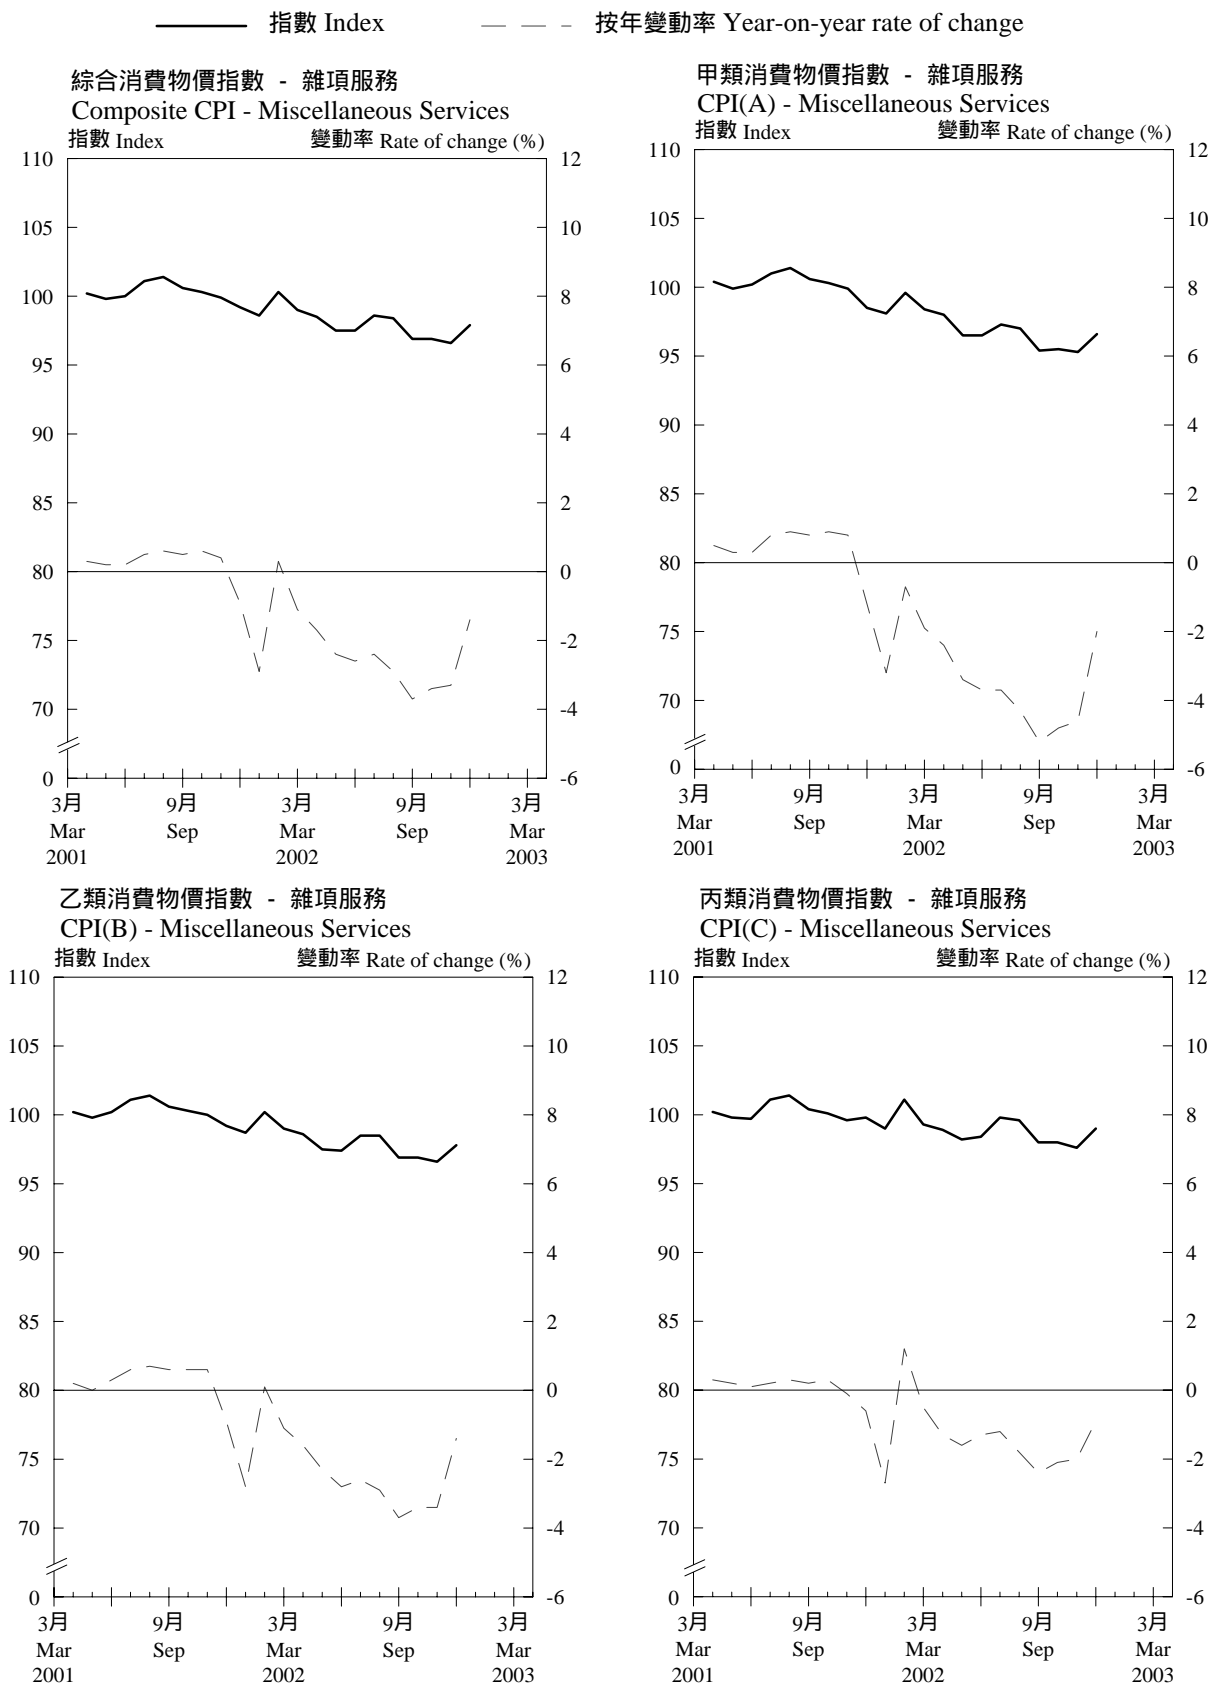 指數 Index 按年變動率 Year-on-year rate of change
綜合消費物價指數 - 雜項服務
Composite CPI - Miscellaneous Services
指數 Index 變動率 Rate of change (%)
110 12
105 10
100 8
95 6
90 4
85 2
80 0
75 -2
70 -4
0 -6
3月 9月 3月 9月 3月
Mar Sep Mar Sep Mar
2001 2002 2003
甲類消費物價指數 - 雜項服務
CPI(A) - Miscellaneous Services
指數 Index 變動率 Rate of change (%)
110 12
105 10
100 8
95 6
90 4
85 2
80 0
75 -2
70 -4
0 -6
3月 9月 3月 9月 3月
Mar Sep Mar Sep Mar
2001 2002 2003
乙類消費物價指數 - 雜項服務
CPI(B) - Miscellaneous Services
指數 Index 變動率 Rate of change (%)
110 12
105 10
100 8
95 6
90 4
85 2
80 0
75 -2
70 -4
0 -6
3月 9月 3月 9月 3月
Mar Sep Mar Sep Mar
2001 2002 2003
丙類消費物價指數 - 雜項服務
CPI(C) - Miscellaneous Services
指數 Index 變動率 Rate of change (%)
110 12
105 10
100 8
95 6
90 4
85 2
80 0
75 -2
70 -4
0 -6
3月 9月 3月 9月 3月
Mar Sep Mar Sep Mar
2001 2002 2003